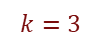 k = 3